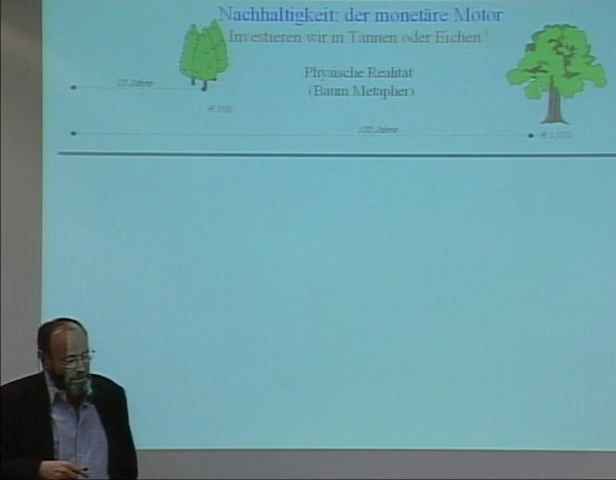 Nachhaltigkeit: der monetäre Motor
Investieren wir in Tannen oder Eichen?
Physische Realität
(Baum Metapher)
10 Jahre
€ 100
100 Jahre
€ 1,000